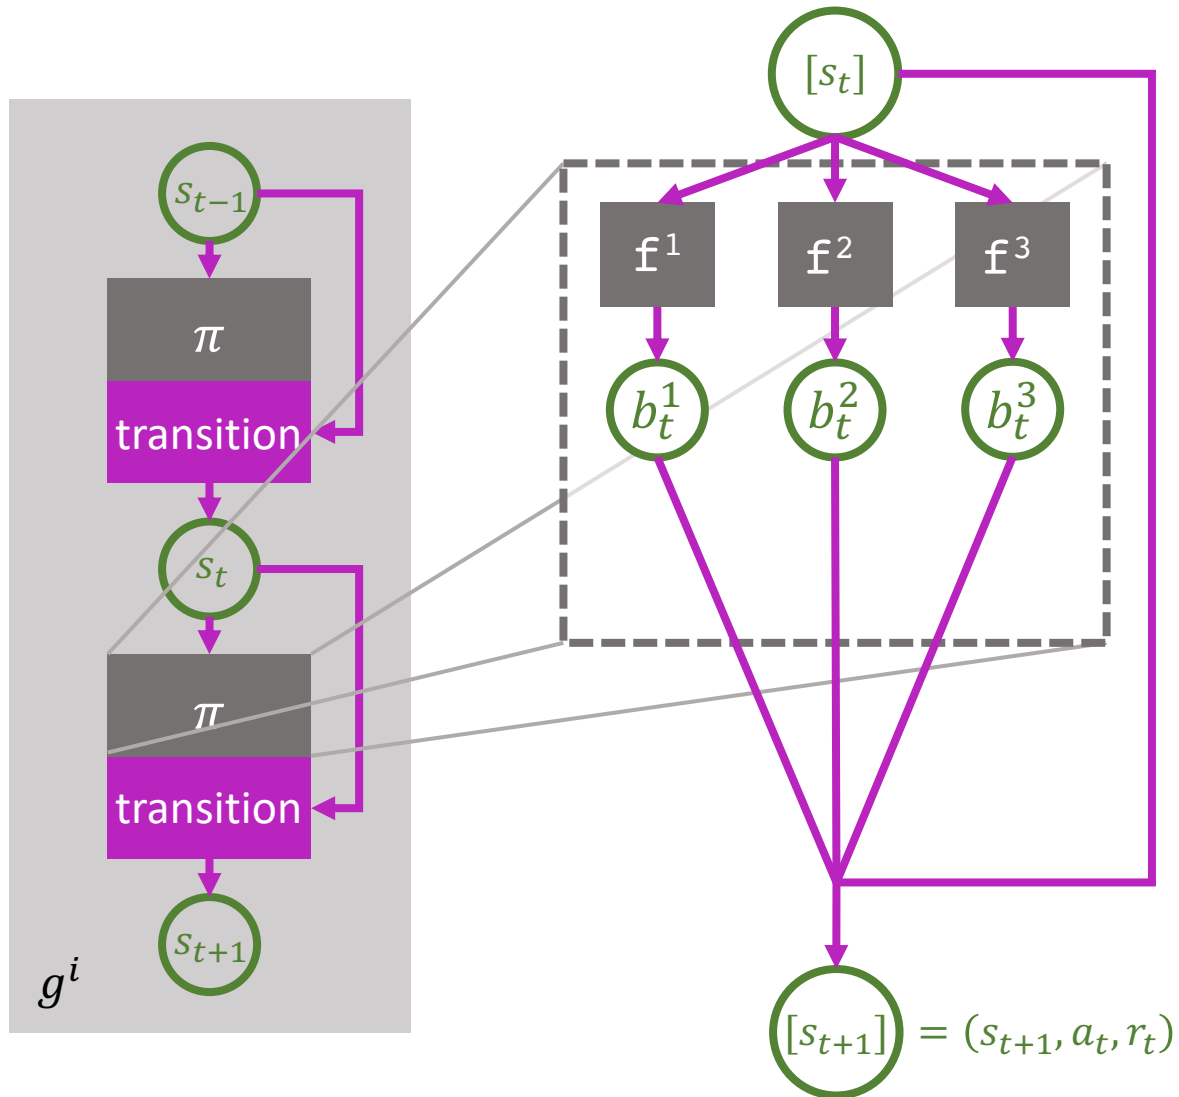 s_{t−1}
π
transition
s_t
π
transition
s_{t+1}
g^i
[s_t]
f^1 f^2 f^3
b_t^1 b_t^2 b_t^3
[s_{t+1}] = (s_{t+1}, a_t, r_t)